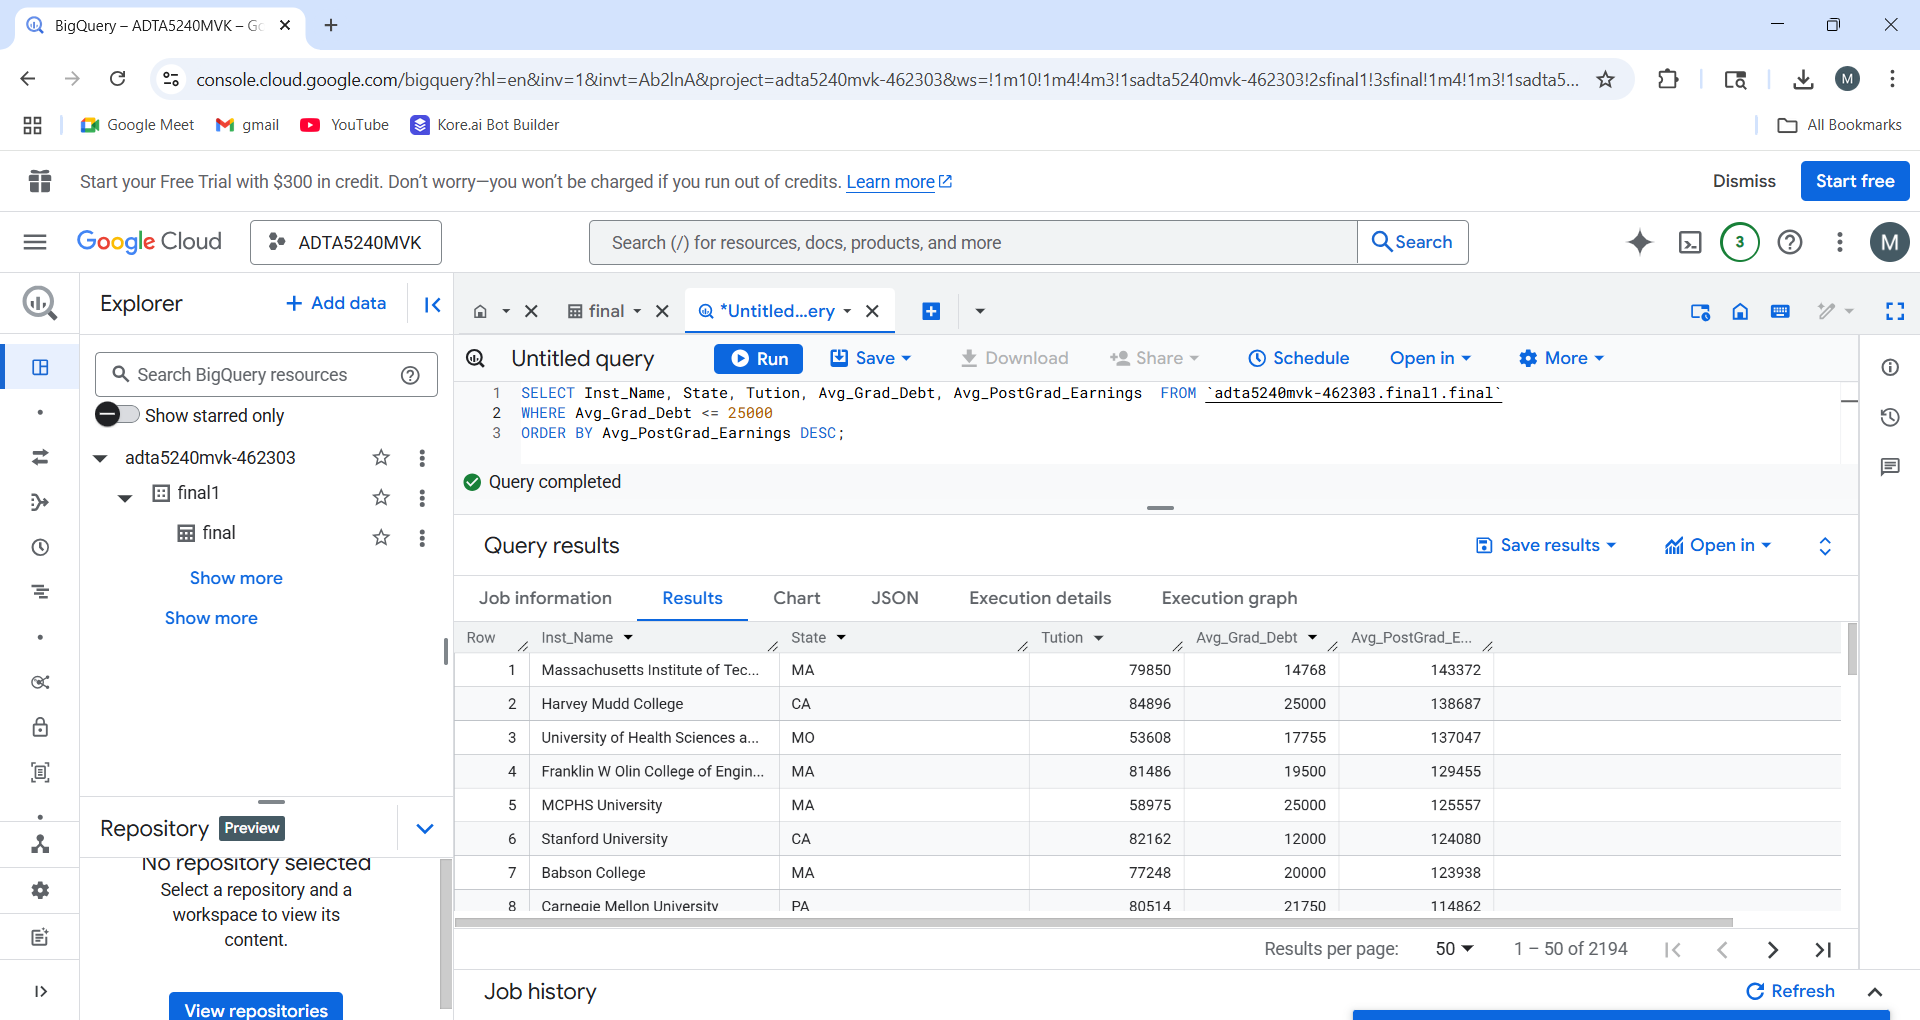 BigQuery – ADTA5240MVK – Go
console.cloud.google.com/bigquery?hl=en&inv=1&invt=Ab2lnA&project=adta5240mvk-462303&ws=!1m10!1m4!4m3!1sadta5240mvk-462303!2sfinal1!3sfinal!1m4!1m3!1sadta5...
M
Google Meet
gmail
YouTube
Kore.ai Bot Builder
All Bookmarks
Start your Free Trial with $300 in credit. Don’t worry—you won’t be charged if you run out of credits. Learn more
Dismiss
Start free
Google Cloud
ADTA5240MVK
Search (/) for resources, docs, products, and more
Search
3
M
Explorer
+ Add data
Search BigQuery resources
Show starred only
adta5240mvk-462303
final1
final
Show more
Show more
Repository Preview
No repository selected
Select a repository and a
workspace to view its
content.
View repositories
final
*Untitled...ery
Untitled query
Run
Save
Download
Share
Schedule
Open in
More
1 SELECT Inst_Name, State, Tution, Avg_Grad_Debt, Avg_PostGrad_Earnings FROM `adta5240mvk-462303.final1.final`
2 WHERE Avg_Grad_Debt <= 25000
3 ORDER BY Avg_PostGrad_Earnings DESC;
Query completed
Query results
Save results
Open in
Job information Results Chart JSON Execution details Execution graph
Row Inst_Name State Tution Avg_Grad_Debt Avg_PostGrad_E...
1 Massachusetts Institute of Tec... MA 79850 14768 143372
2 Harvey Mudd College CA 84896 25000 138687
3 University of Health Sciences a... MO 53608 17755 137047
4 Franklin W Olin College of Engin... MA 81486 19500 129455
5 MCPHS University MA 58975 25000 125557
6 Stanford University CA 82162 12000 124080
7 Babson College MA 77248 20000 123938
8 Carnegie Mellon University PA 80514 21750 114862
Results per page: 50 1 – 50 of 2194
Job history
Refresh